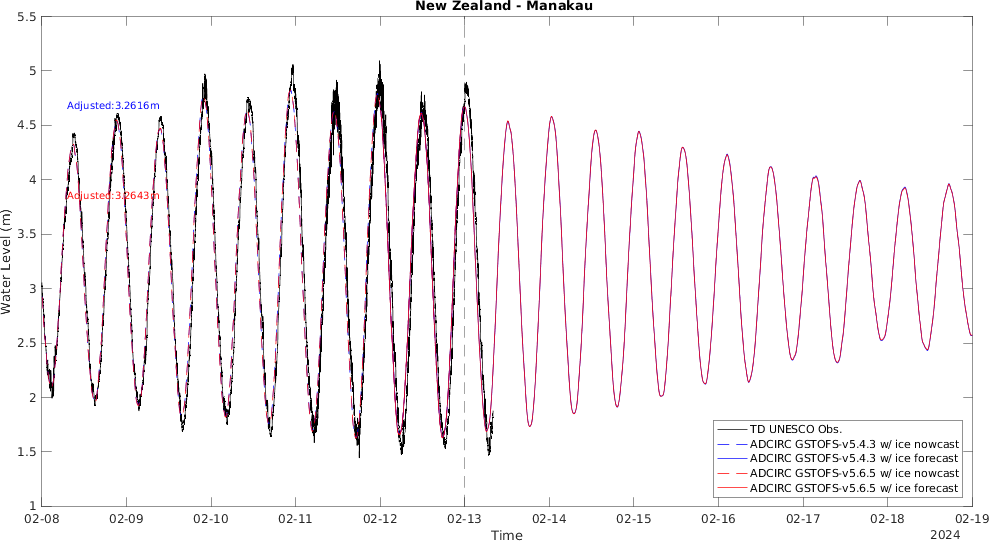 New Zealand - Manakau
5.5
5
4.5
4
3.5
3
2.5
2
1.5
1
Water Level (m)
Adjusted:3.2616m
Adjusted:3.2643m
TD UNESCO Obs.
ADCIRC GSTOFS-v5.4.3 w/ ice nowcast
ADCIRC GSTOFS-v5.4.3 w/ ice forecast
ADCIRC GSTOFS-v5.6.5 w/ ice nowcast
ADCIRC GSTOFS-v5.6.5 w/ ice forecast
02-08 02-09 02-10 02-11 02-12 02-13 02-14 02-15 02-16 02-17 02-18 02-19
Time
2024